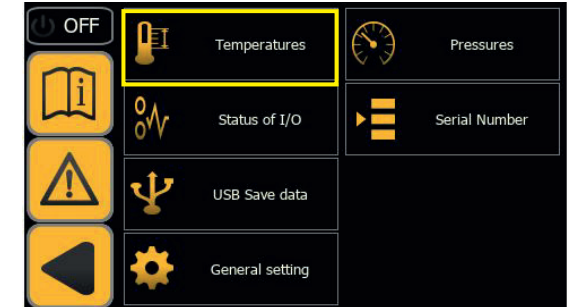 OFF
Temperatures
Pressures
i
Status of I/O
Serial Number
USB Save data
General setting